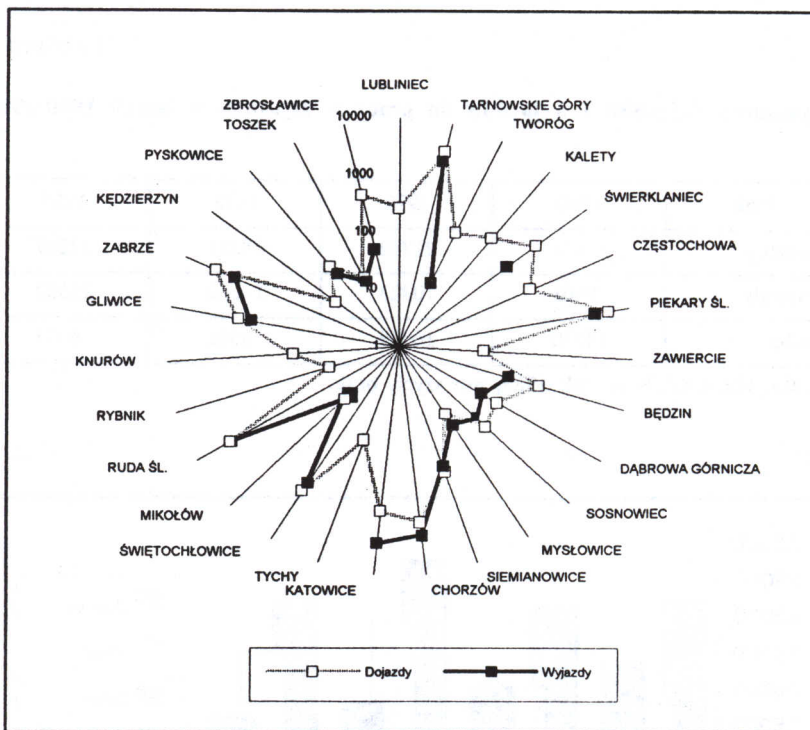 LUBLINIEC
ZBROSŁAWICE
TOSZEK
10000
TARNOWSKIE GÓRY
TWORÓG
PYSKOWICE
KALETY
1000
KĘDZIERZYN
ŚWIERKLANIEC
100
ZABRZE
CZĘSTOCHOWA
10
GLIWICE
PIEKARY ŚL.
1
KNURÓW
ZAWIERCIE
RYBNIK
BĘDZIN
RUDA ŚL.
DĄBROWA GÓRNICZA
MIKOŁÓW
SOSNOWIEC
ŚWIĘTOCHŁOWICE
MYSŁOWICE
TYCHY
SIEMIANOWICE
KATOWICE
CHORZÓW
Dojazdy
Wyjazdy